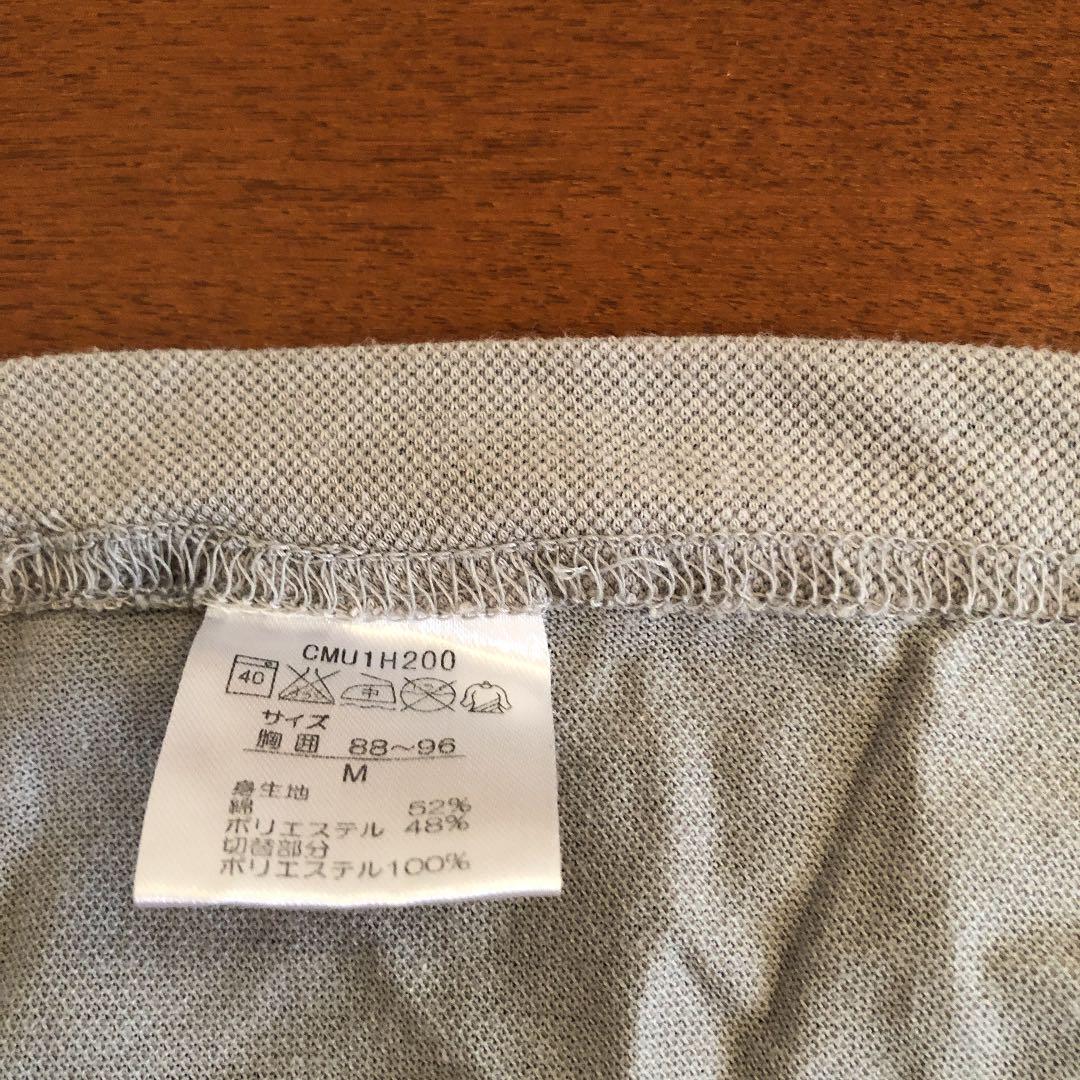 CMU1H200
40 中
サイズ
胸囲 88~96
M
身生地
綿 52%
ポリエステル 48%
切替部分
ポリエステル100%